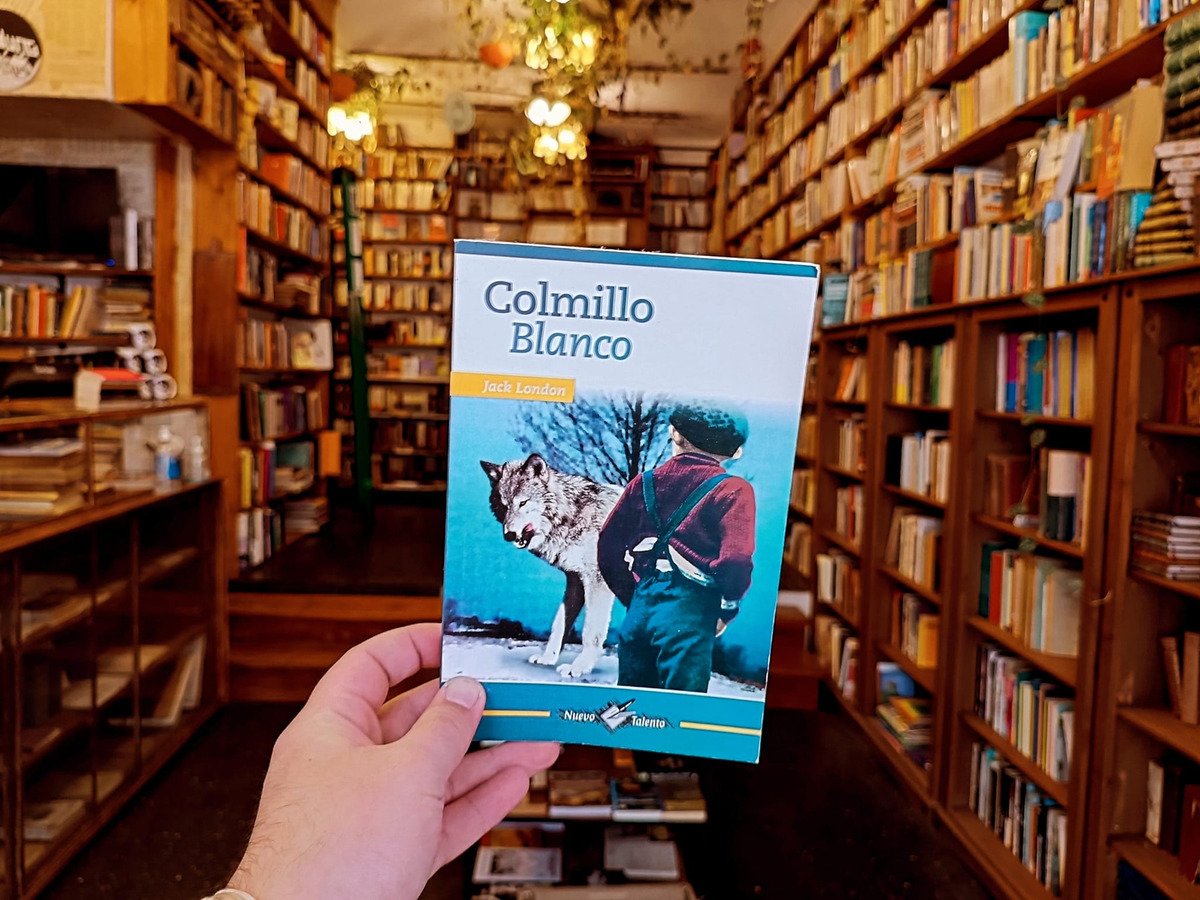 Colmillo
Blanco
Jack London
Nuevo Talento